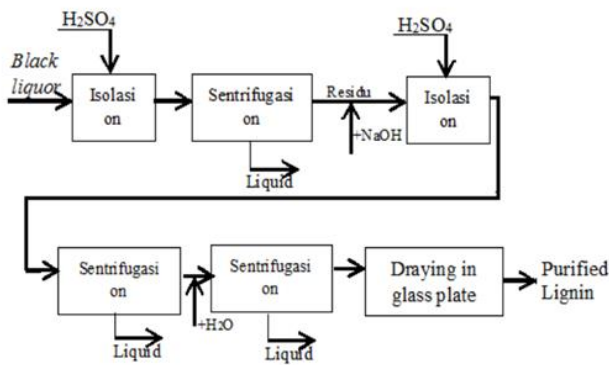 H₂SO₄
H₂SO₄
Black
liquor
Isolasi
on
Sentrifugasi
on
Residu
+NaOH
Isolasi
on
Liquid
Sentrifugasi
on
+H₂O
Sentrifugasi
on
Draying in
glass plate
Purified
Lignin
Liquid
Liquid